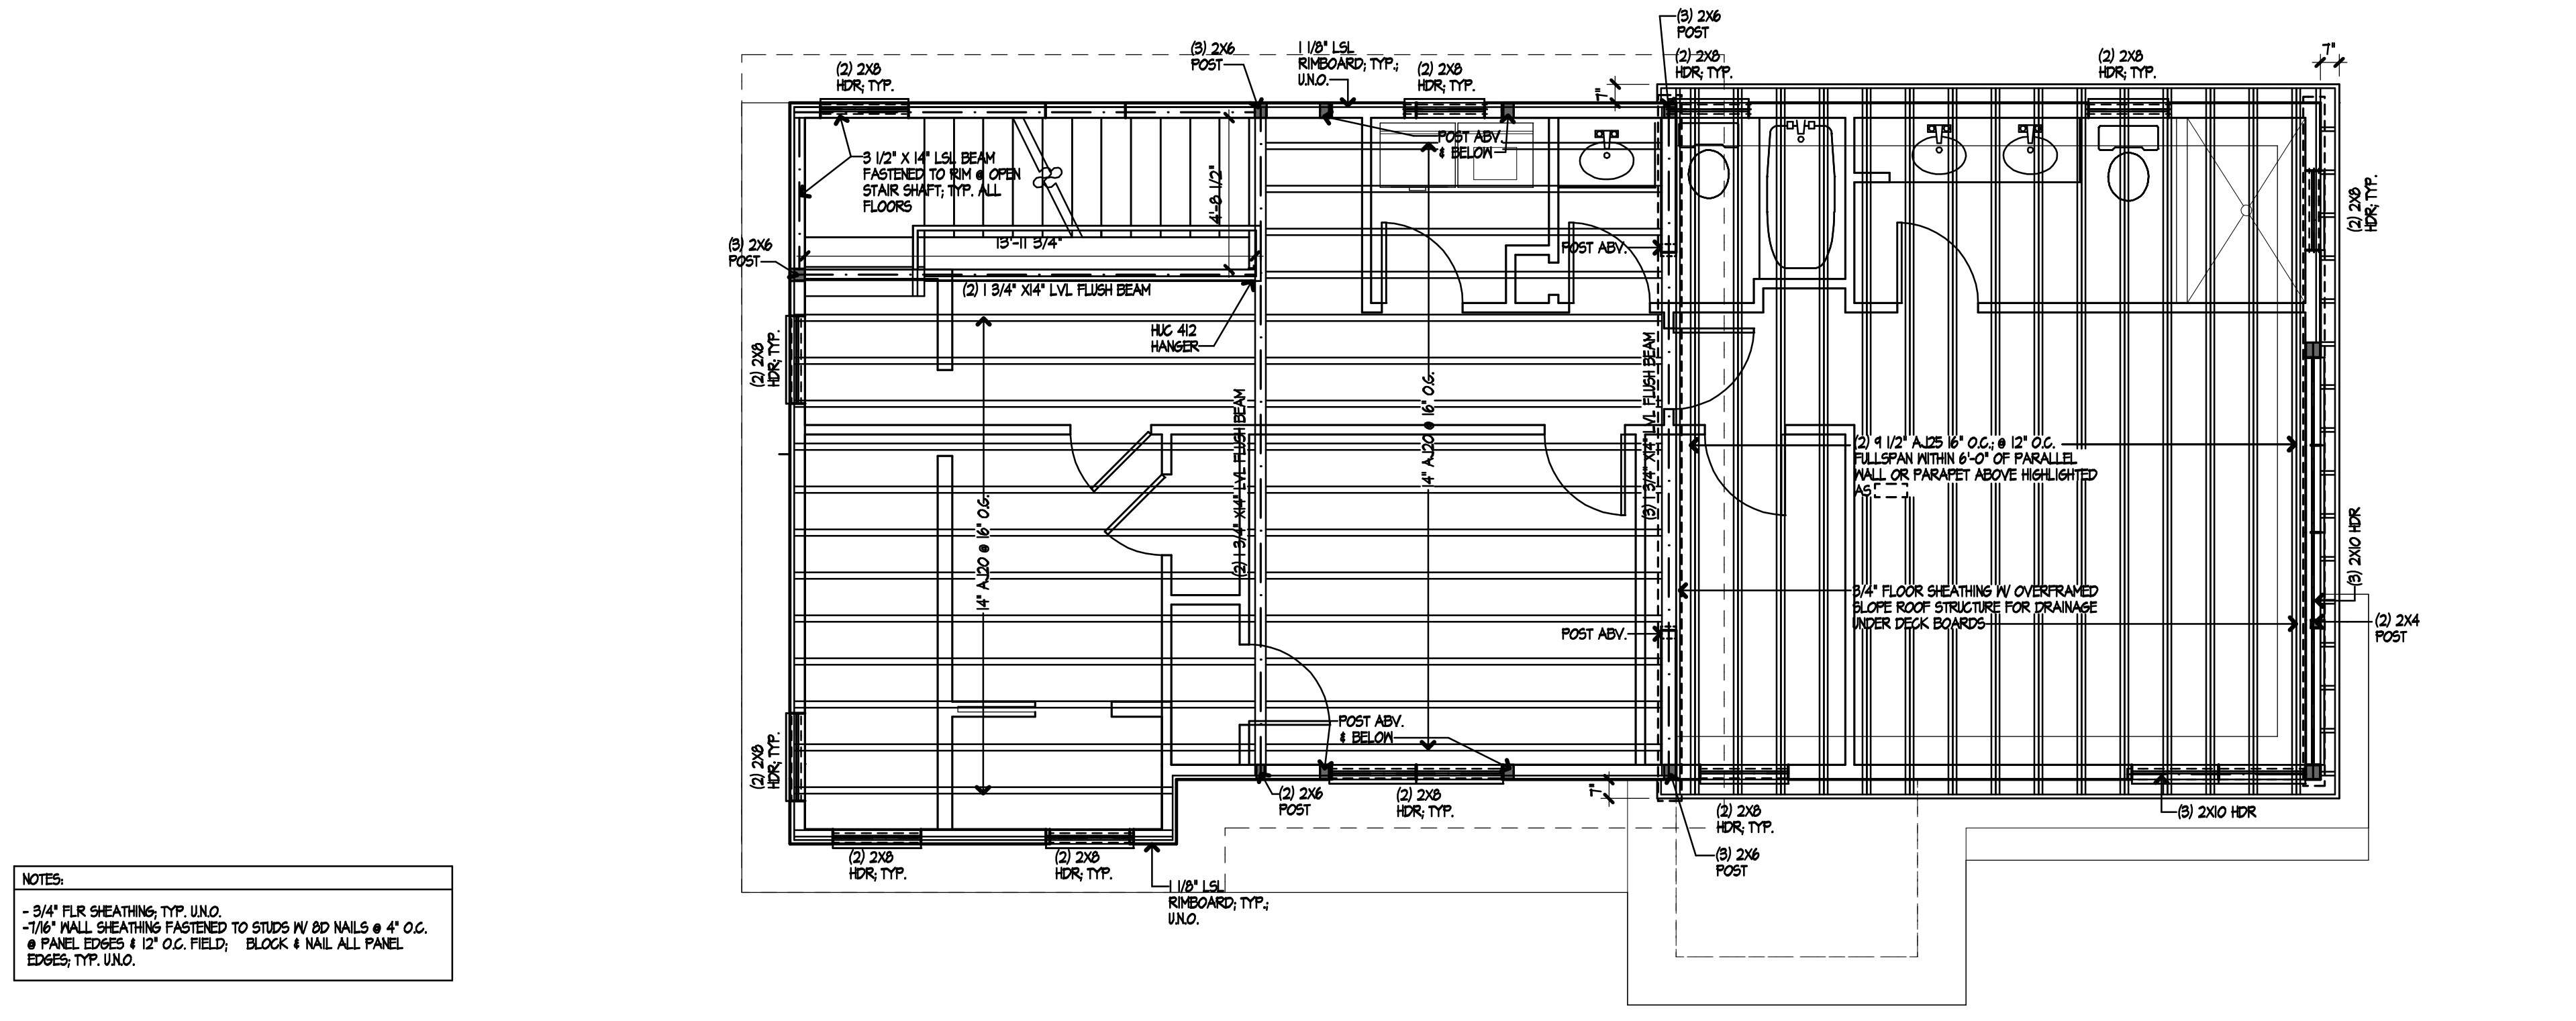 (3) 2X6
POST
(2) 2X8
HDR; TYP.
(3) 2X6
POST
1 1/8" LSL
RIMBOARD; TYP.;
U.N.O.
(2) 2X8
HDR; TYP.
(2) 2X8
HDR; TYP.
(2) 2X8
HDR; TYP.
7"
7"
POST ABV.
& BELOW
3 1/2" X 14" LSL BEAM
FASTENED TO RIM @ OPEN
STAIR SHAFT; TYP. ALL
FLOORS
4'-8 1/2"
13'-11 3/4"
(3) 2X6
POST
POST ABV.
(2) 2X8
HDR; TYP.
(2) 1 3/4" X14" LVL FLUSH BEAM
HUC 412
HANGER
(2) 2X8
HDR; TYP.
(2) 1 3/4" X14" LVL FLUSH BEAM
14" AJ20 @ 16" O.C.
14" AJ20 @ 16" O.C.
(3) 1 3/4" X14" LVL FLUSH BEAM
(2) 9 1/2" AJ25 16" O.C.; @ 12" O.C.
FULLSPAN WITHIN 6'-0" OF PARALLEL
WALL OR PARAPET ABOVE HIGHLIGHTED
AS
(3) 2X10 HDR
3/4" FLOOR SHEATHING W/ OVERFRAMED
SLOPE ROOF STRUCTURE FOR DRAINAGE
UNDER DECK BOARDS
POST ABV.
(2) 2X4
POST
(2) 2X8
HDR; TYP.
POST ABV.
& BELOW
(2) 2X6
POST
(2) 2X8
HDR; TYP.
7"
(2) 2X8
HDR; TYP.
(3) 2X10 HDR
(3) 2X6
POST
(2) 2X8
HDR; TYP.
(2) 2X8
HDR; TYP.
1 1/8" LSL
RIMBOARD; TYP.;
U.N.O.
NOTES:
- 3/4" FLR SHEATHING; TYP. U.N.O.
-7/16" WALL SHEATHING FASTENED TO STUDS W/ 8D NAILS @ 4" O.C.
@ PANEL EDGES & 12" O.C. FIELD; BLOCK & NAIL ALL PANEL
EDGES; TYP. U.N.O.